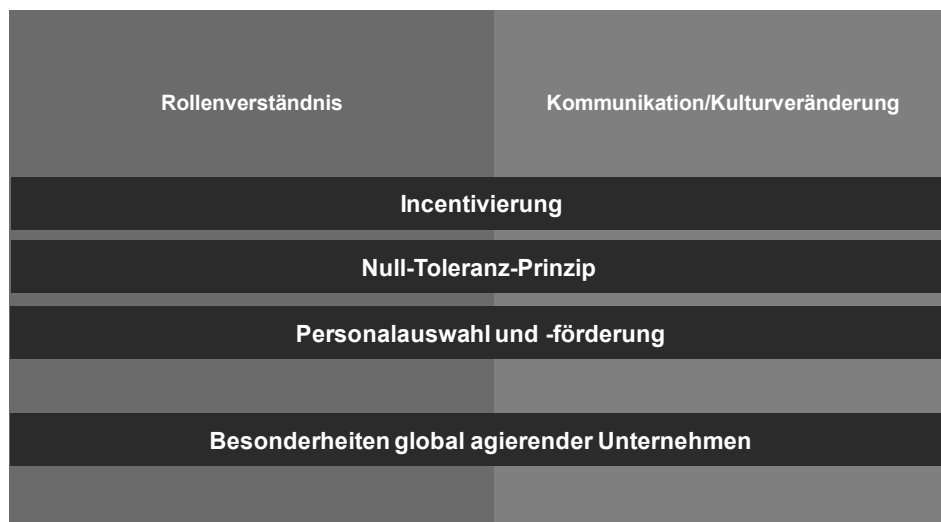 Rollenverständnis
Kommunikation/Kulturveränderung
Incentivierung
Null-Toleranz-Prinzip
Personalauswahl und -förderung
Besonderheiten global agierender Unternehmen